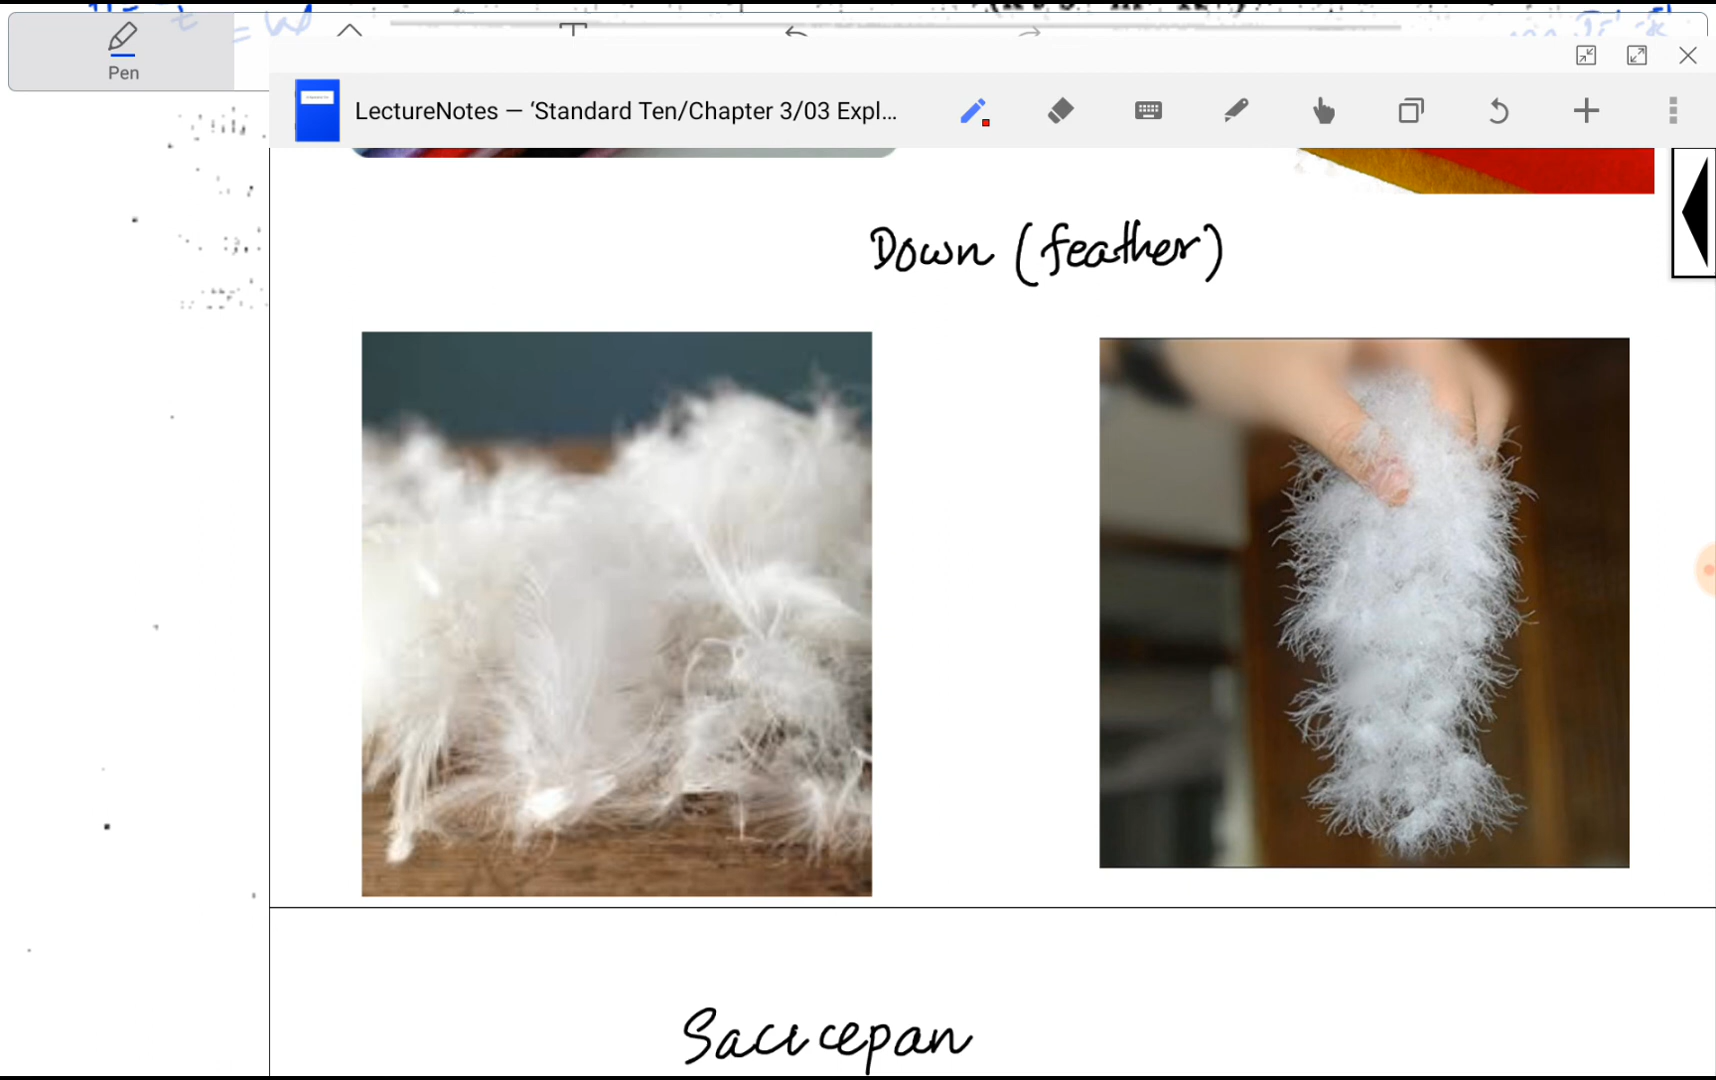 Pen
LectureNotes — ‘Standard Ten/Chapter 3/03 Expl...
Down (feather)
Saucepan